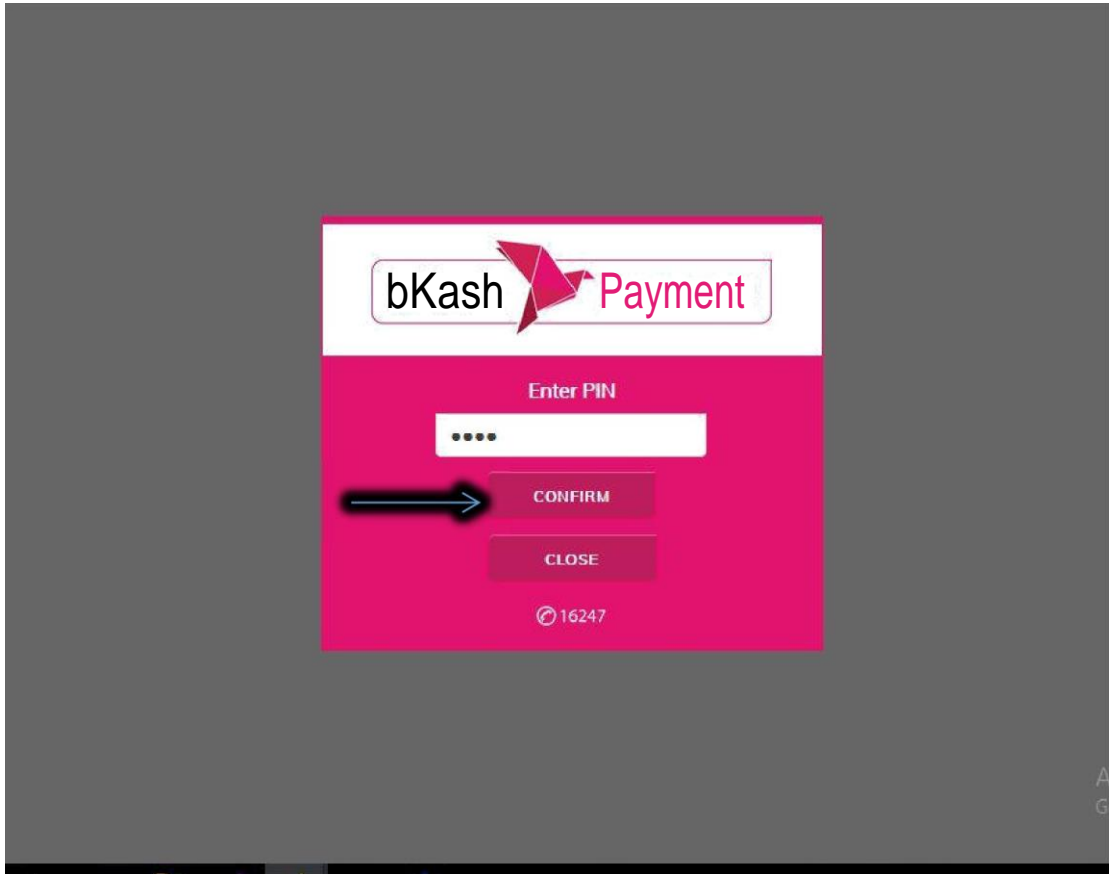 bKash Payment
Enter PIN
••••
CONFIRM
CLOSE
16247
A
G